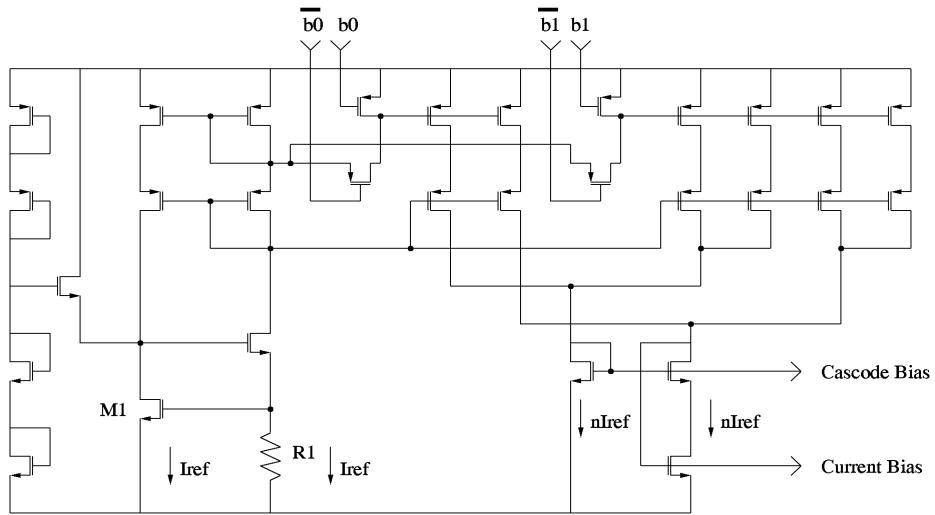 b0 b0 b1 b1
Cascode Bias
M1
nIref nIref
R1
Iref Iref
Current Bias